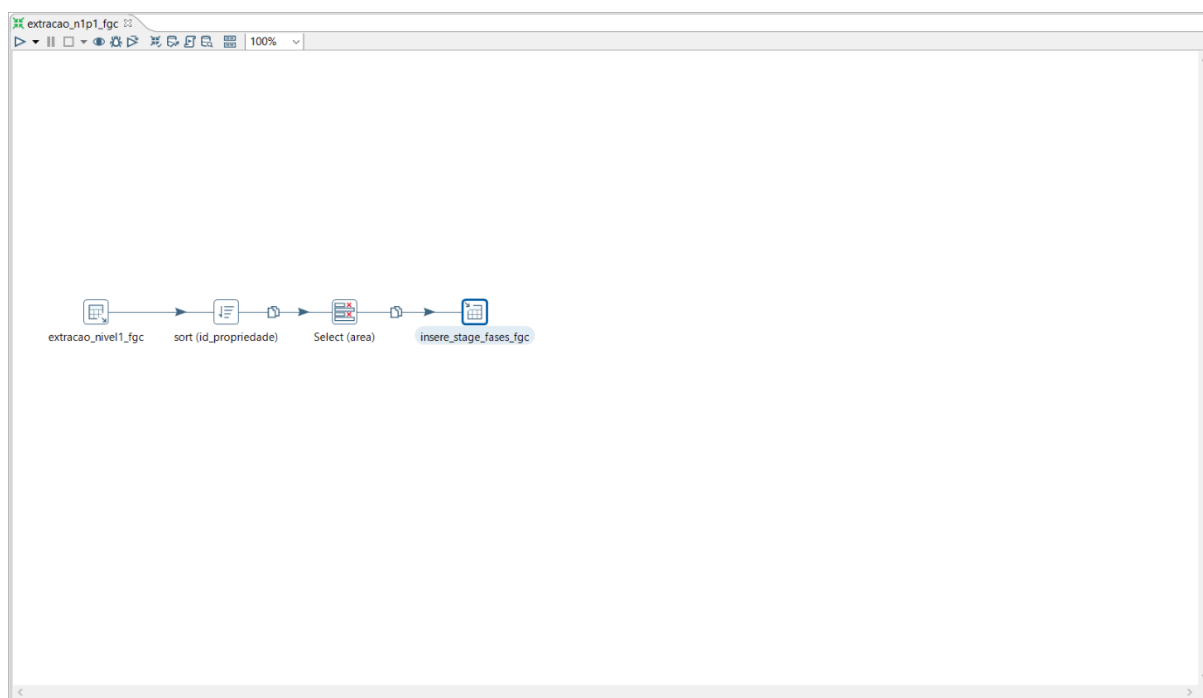 extracao_n1p1_fgc
100%
extracao_nivel1_fgc
sort (id_propriedade)
Select (area)
insere_stage_fases_fgc